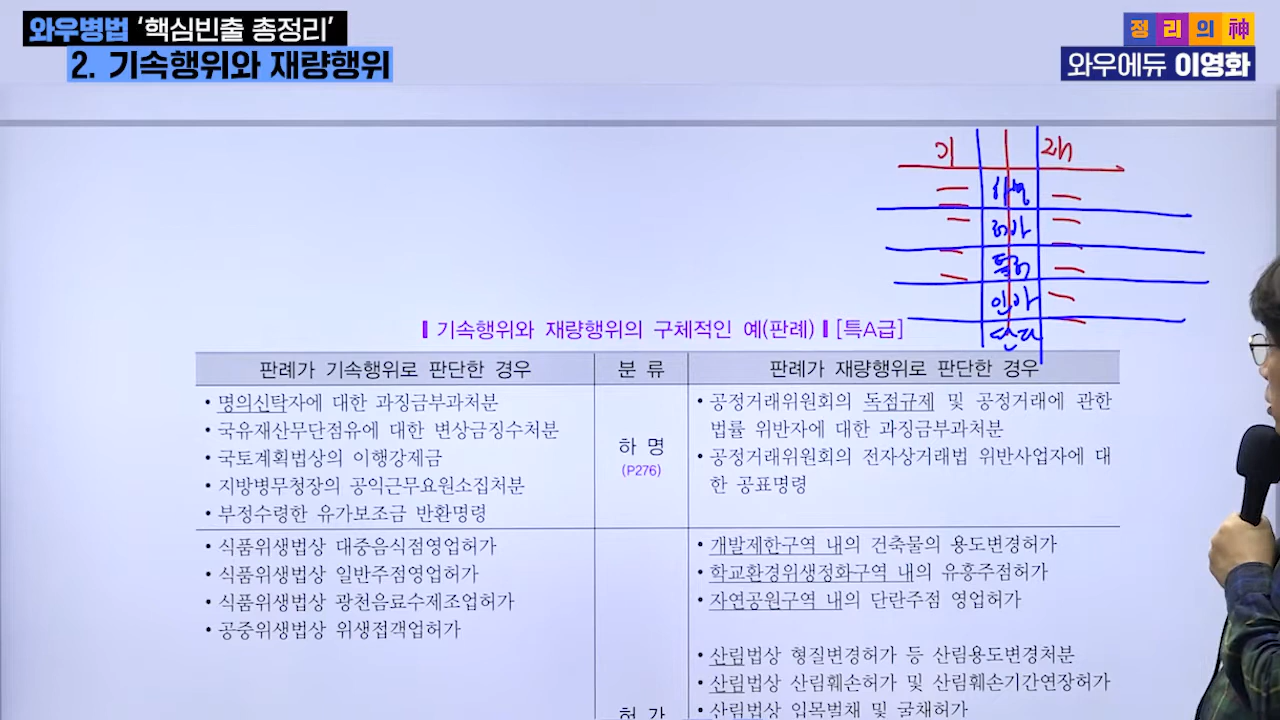 와우병법 '핵심빈출 총정리'
2. 기속행위와 재량행위
정리의神
와우에듀 이영화
기 재
하명
허가
특허
인가
▌기속행위와 재량행위의 구체적인 예(판례)▐ [특A급]
판례가 기속행위로 판단한 경우 분 류 판례가 재량행위로 판단한 경우
• 명의신탁자에 대한 과징금부과처분
• 국유재산무단점유에 대한 변상금징수처분
• 국토계획법상의 이행강제금
• 지방병무청장의 공익근무요원소집처분
• 부정수령한 유가보조금 반환명령
하 명
(P276)
• 공정거래위원회의 독점규제 및 공정거래에 관한
법률 위반자에 대한 과징금부과처분
• 공정거래위원회의 전자상거래법 위반사업자에 대
한 공표명령
• 식품위생법상 대중음식점영업허가
• 식품위생법상 일반주점영업허가
• 식품위생법상 광천음료수제조업허가
• 공중위생법상 위생접객업허가
허 가
• 개발제한구역 내의 건축물의 용도변경허가
• 학교환경위생정화구역 내의 유흥주점허가
• 자연공원구역 내의 단란주점 영업허가
• 산림법상 형질변경허가 등 산림용도변경처분
• 산림법상 산림훼손허가 및 산림훼손기간연장허가
• 산림법상 입목벌채 및 굴채허가